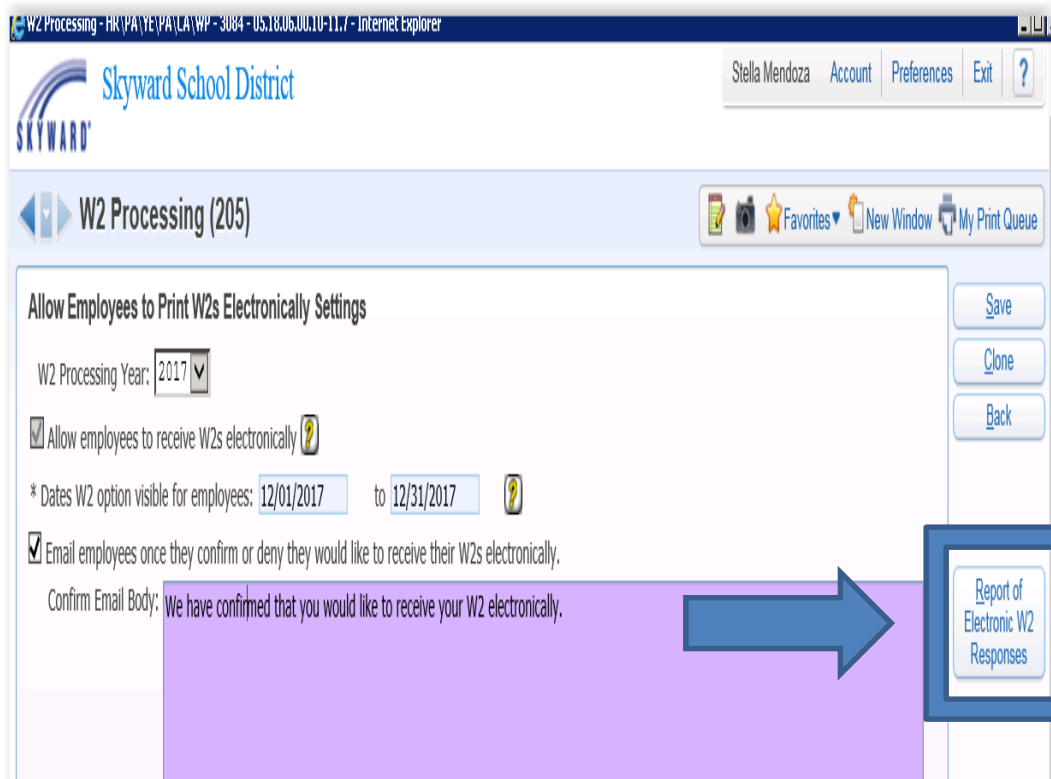 W2 Processing - HR\PA\YE\PA\LA\WP - 3084 - 05.18.06.00.10-11.7 - Internet Explorer
Skyward School District
Stella Mendoza Account Preferences Exit ?
SKYWARD
W2 Processing (205)
Favorites New Window My Print Queue
Allow Employees to Print W2s Electronically Settings
Save
W2 Processing Year: 2017
Clone
Back
Allow employees to receive W2s electronically ?
* Dates W2 option visible for employees: 12/01/2017 to 12/31/2017 ?
Email employees once they confirm or deny they would like to receive their W2s electronically.
Confirm Email Body: We have confirmed that you would like to receive your W2 electronically.
Report of
Electronic W2
Responses